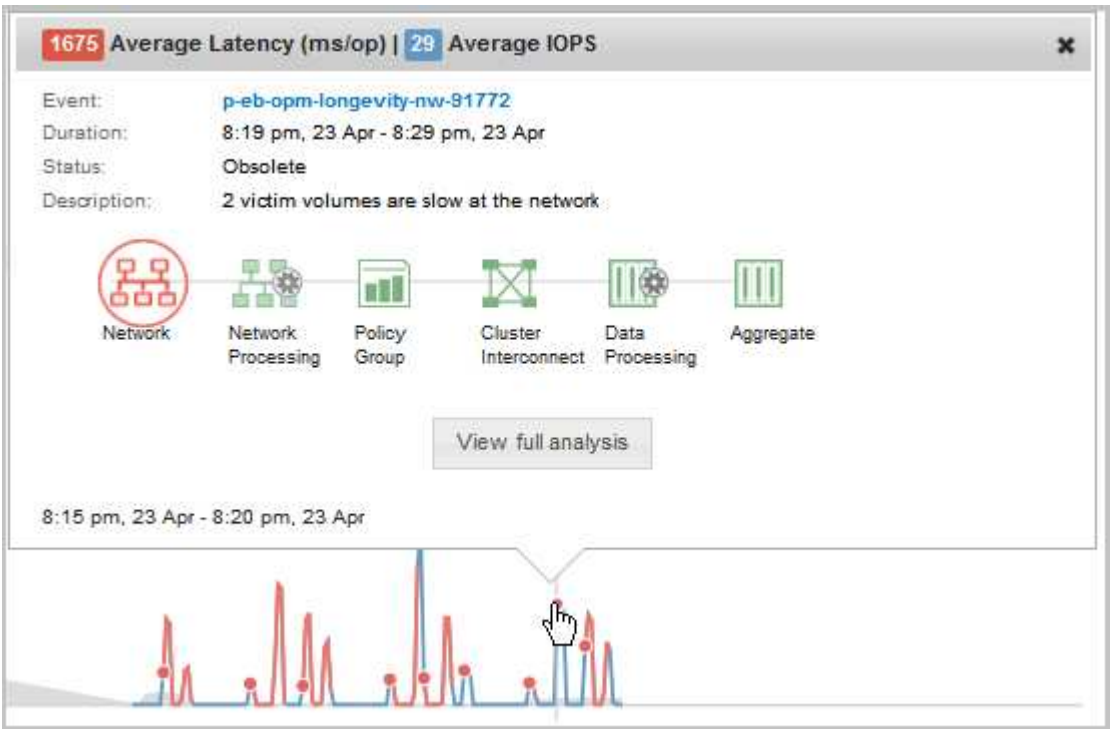 1675 Average Latency (ms/op) | 29 Average IOPS
Event: p-eb-opm-longevity-nw-91772
Duration: 8:19 pm, 23 Apr - 8:29 pm, 23 Apr
Status: Obsolete
Description: 2 victim volumes are slow at the network
Network
Network Processing
Policy Group
Cluster Interconnect
Data Processing
Aggregate
View full analysis
8:15 pm, 23 Apr - 8:20 pm, 23 Apr